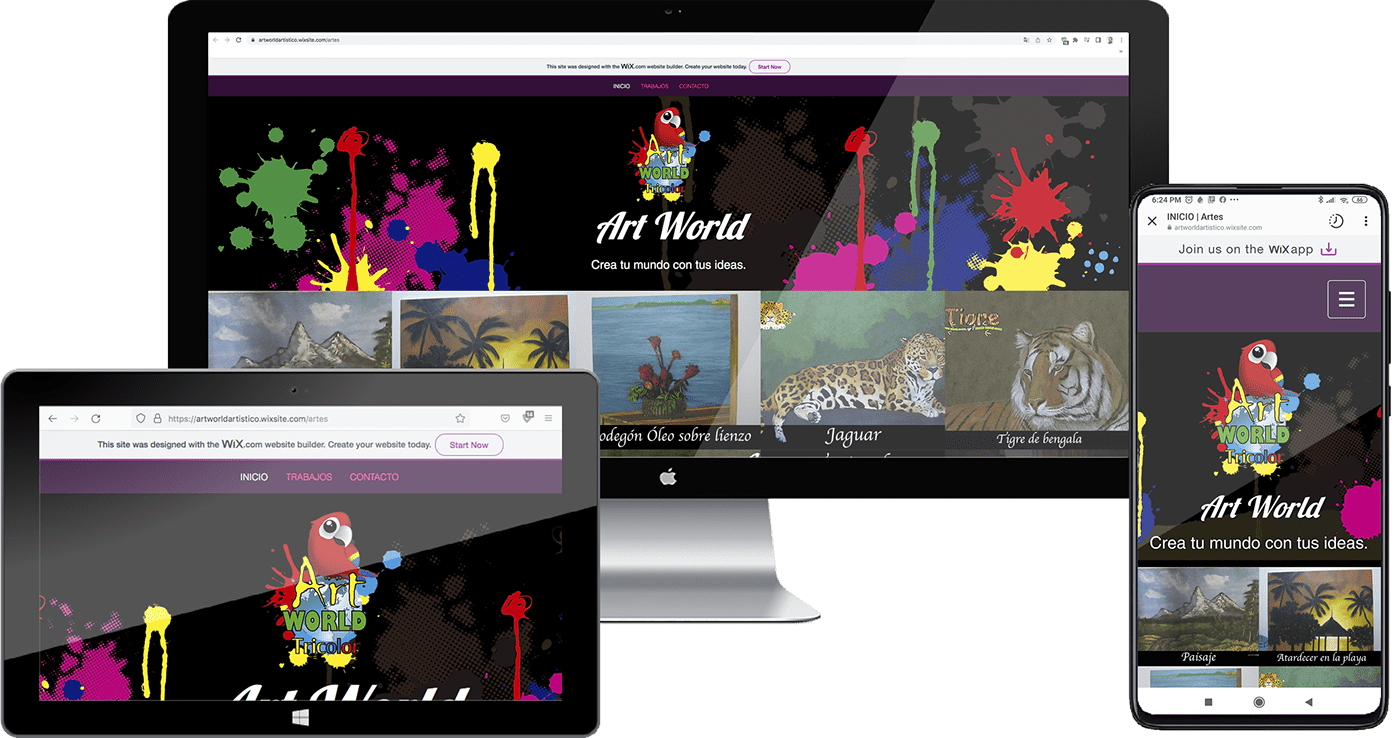 artworldartistico.wixsite.com/artes
This site was designed with the WiX.com website builder. Create your website today. Start Now
INICIO TRABAJOS CONTACTO
Art
WORLD
Tricolor
Art World
Crea tu mundo con tus ideas.
Tigre
odegón Óleo sobre lienzo
Jaguar
Tigre de bengala
https://artworldartistico.wixsite.com/artes
This site was designed with the WiX.com website builder. Create your website today. Start Now
INICIO TRABAJOS CONTACTO
Art
WORLD
Tricolor
Art World
6:24 PM
66
INICIO | Artes
artworldartistico.wixsite.com
Join us on the WiX app
Art
WORLD
Tricolor
Art World
Crea tu mundo con tus ideas.
Paisaje
Atardecer en la playa